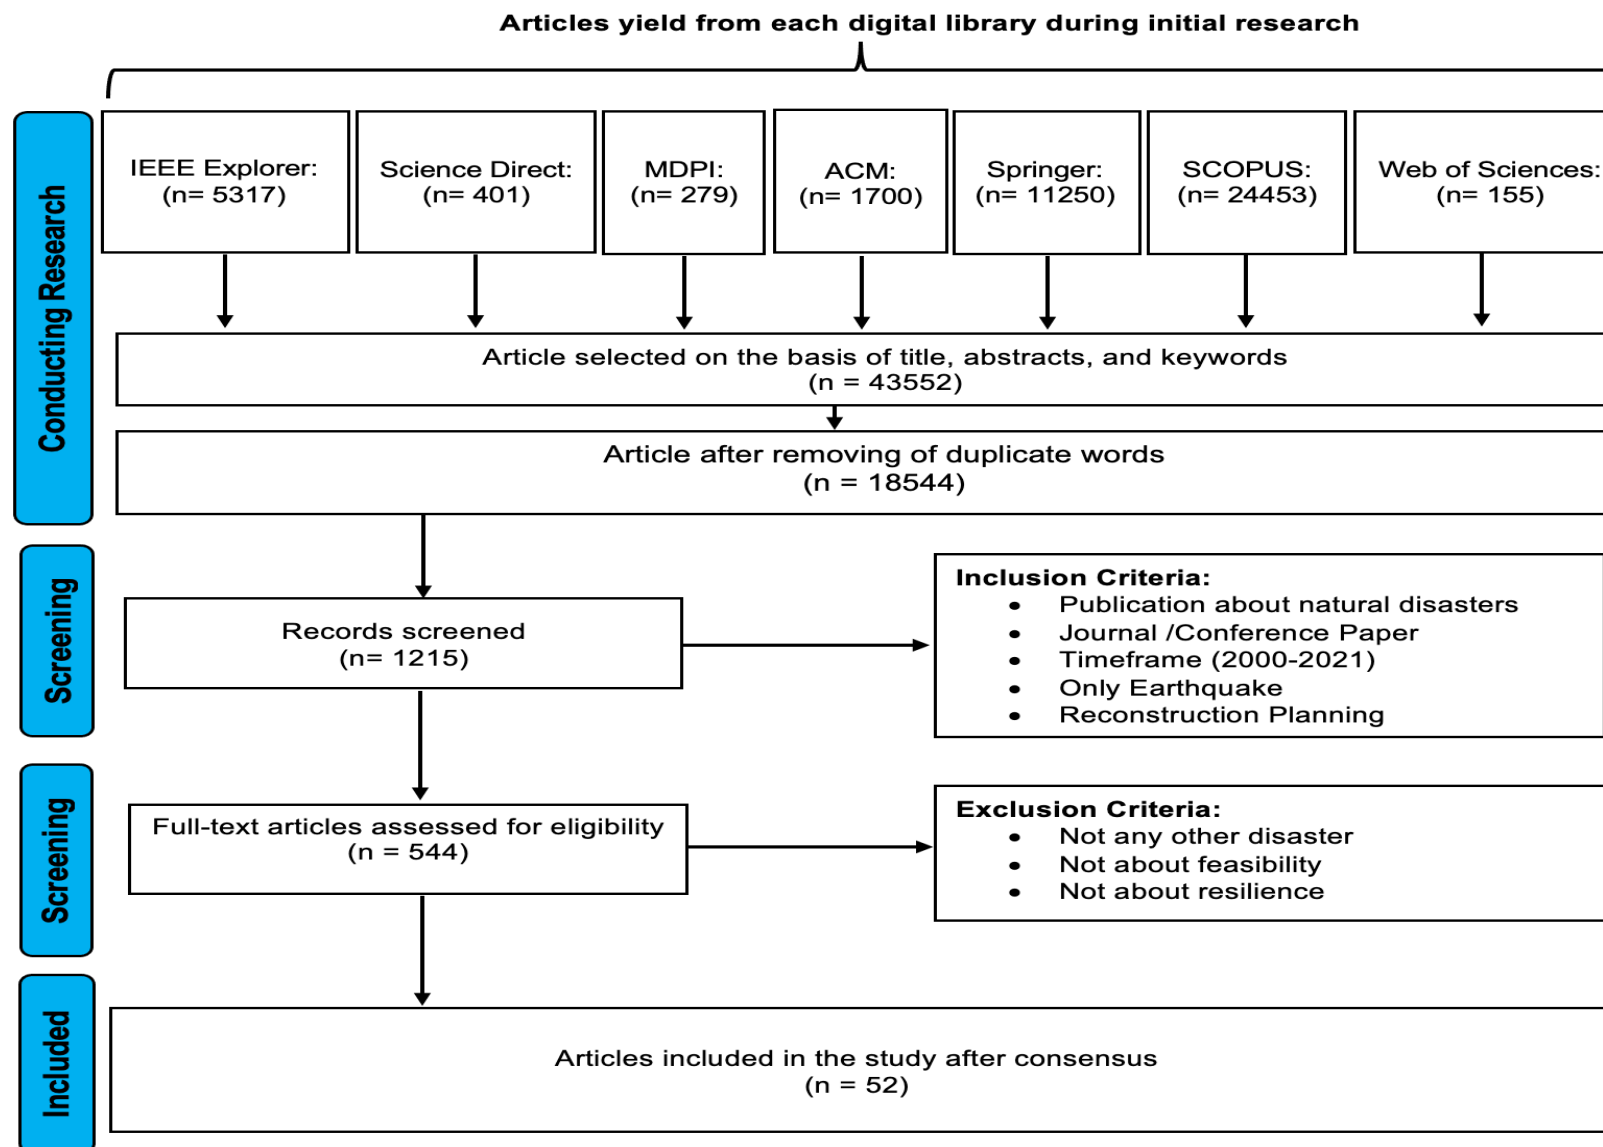 Articles yield from each digital library during initial research
Conducting Research
IEEE Explorer:
(n= 5317)
Science Direct:
(n= 401)
MDPI:
(n= 279)
ACM:
(n= 1700)
Springer:
(n= 11250)
SCOPUS:
(n= 24453)
Web of Sciences:
(n= 155)
Article selected on the basis of title, abstracts, and keywords
(n = 43552)
Article after removing of duplicate words
(n = 18544)
Screening
Records screened
(n= 1215)
Inclusion Criteria:
• Publication about natural disasters
• Journal /Conference Paper
• Timeframe (2000-2021)
• Only Earthquake
• Reconstruction Planning
Screening
Full-text articles assessed for eligibility
(n = 544)
Exclusion Criteria:
• Not any other disaster
• Not about feasibility
• Not about resilience
Included
Articles included in the study after consensus
(n = 52)